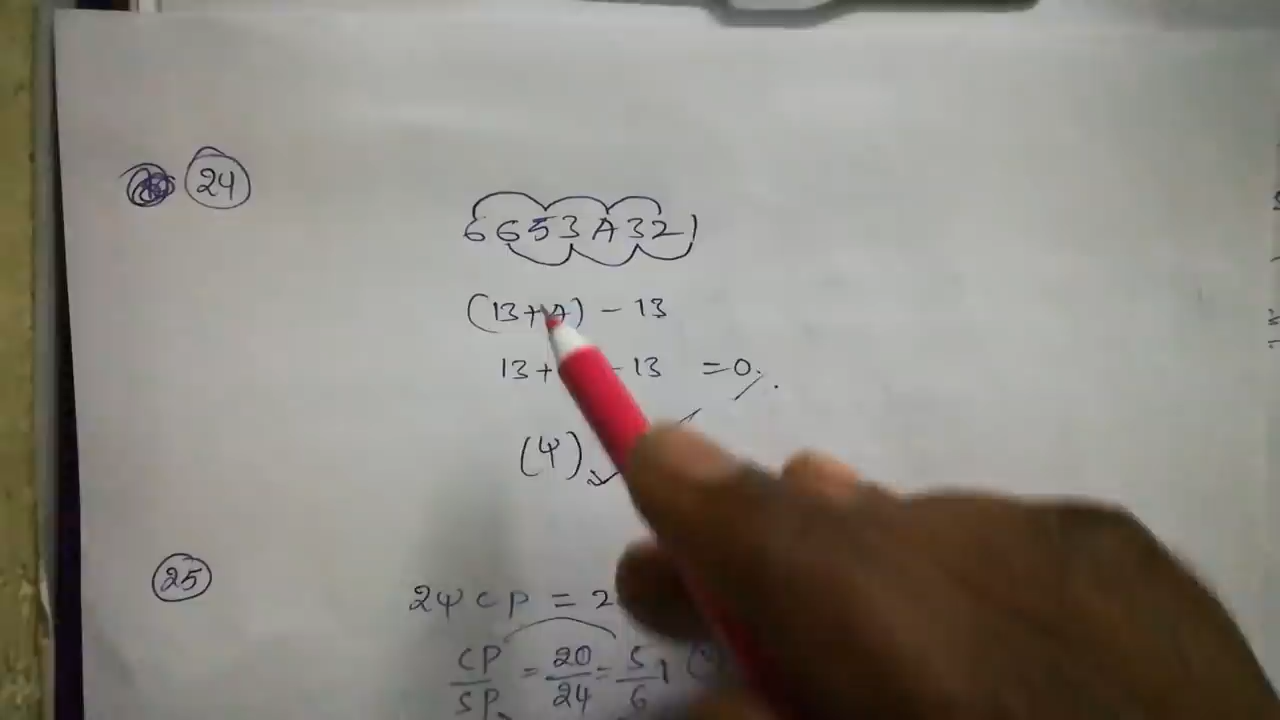 24
6653A321
(13+A) - 13
13+ - 13 = 0
(4)
25
24 CP = 2
CP/SP = 20/24 = 5/6